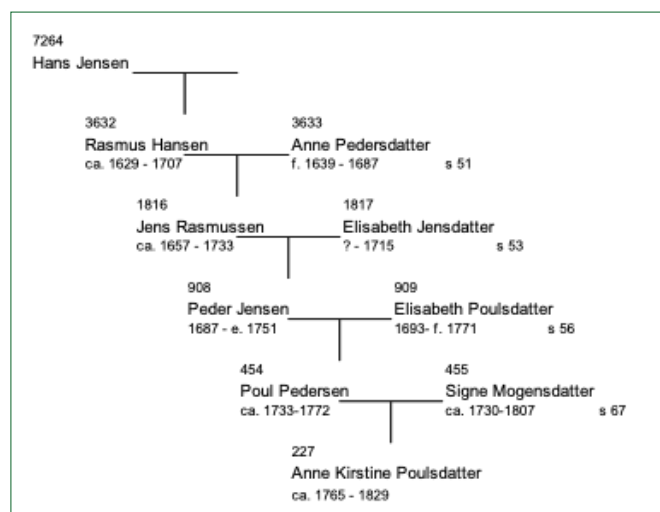 7264
Hans Jensen
3632 3633
Rasmus Hansen Anne Pedersdatter
ca. 1629 - 1707 f. 1639 - 1687 s 51
1816 1817
Jens Rasmussen Elisabeth Jensdatter
ca. 1657 - 1733 ? - 1715 s 53
908 909
Peder Jensen Elisabeth Poulsdatter
1687 - e. 1751 1693- f. 1771 s 56
454 455
Poul Pedersen Signe Mogensdatter
ca. 1733-1772 ca. 1730-1807 s 67
227
Anne Kirstine Poulsdatter
ca. 1765 - 1829